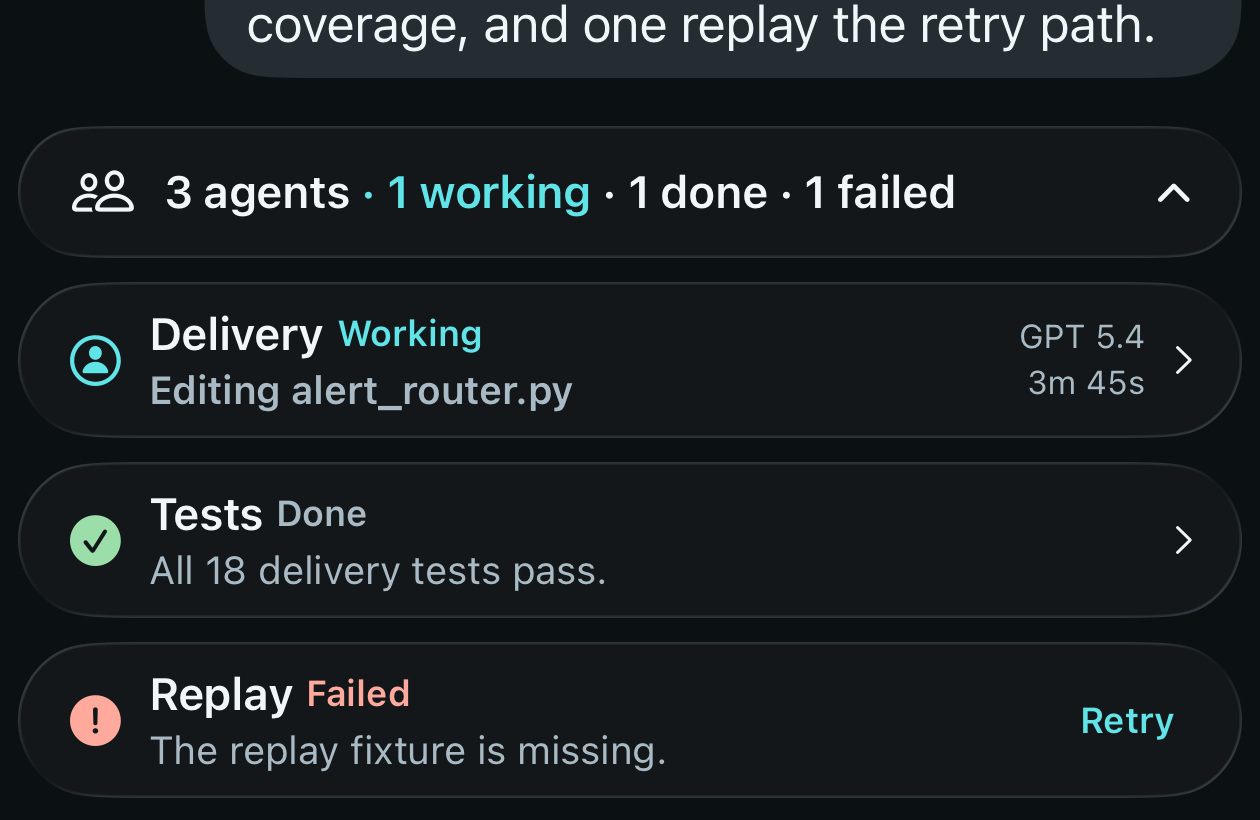 coverage, and one replay the retry path.
3 agents · 1 working · 1 done · 1 failed
Delivery Working
Editing alert_router.py
GPT 5.4
3m 45s
Tests Done
All 18 delivery tests pass.
Replay Failed
The replay fixture is missing.
Retry